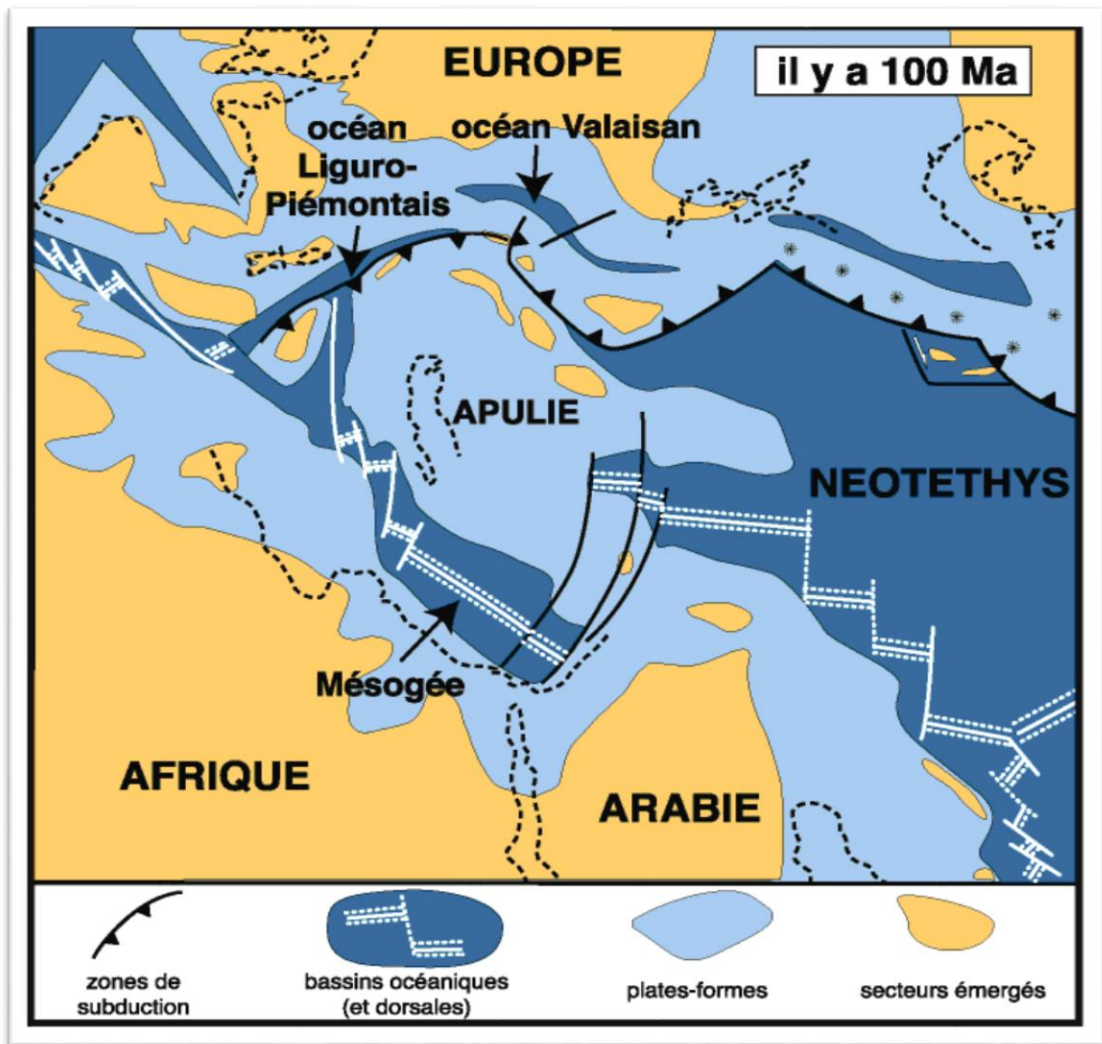 EUROPE
il y a 100 Ma
océan
Liguro-
Piémontais
océan Valaisan
APULIE
NEOTETHYS
Mésogée
AFRIQUE
ARABIE
zones de
subduction
bassins océaniques
(et dorsales)
plates-formes
secteurs émergés